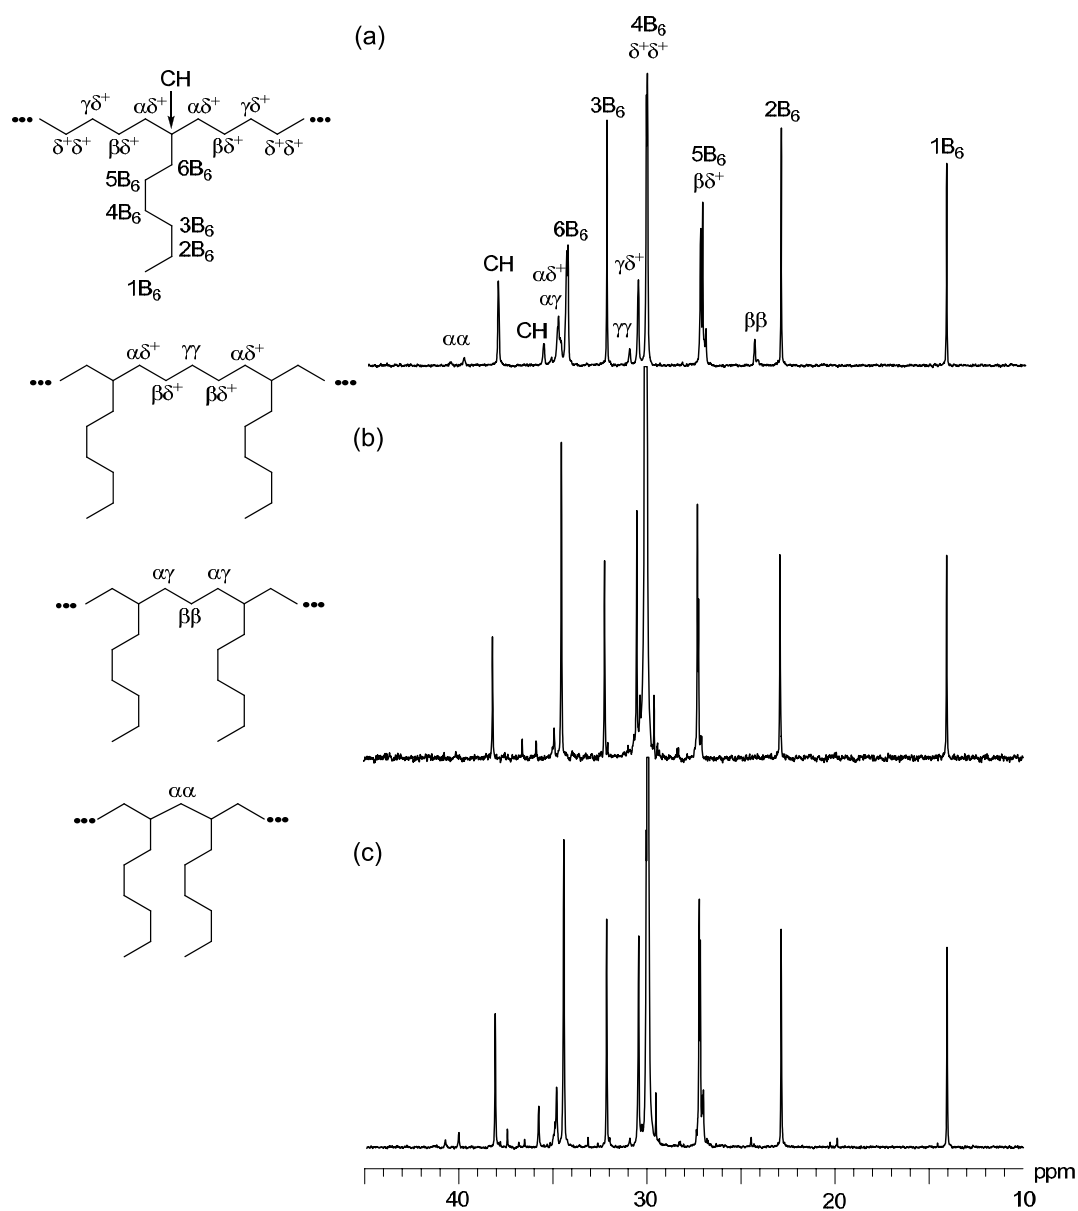 CH
γδ⁺ αδ⁺ αδ⁺ γδ⁺
δ⁺δ⁺ βδ⁺ βδ⁺ δ⁺δ⁺
6B₆
5B₆
4B₆
3B₆
2B₆
1B₆
αδ⁺ γγ αδ⁺
βδ⁺ βδ⁺
αγ αγ
ββ
αα
(a)
4B₆
δ⁺δ⁺
3B₆
2B₆
5B₆
βδ⁺
1B₆
6B₆
CH
αδ⁺
αγ
γδ⁺
CH
γγ
ββ
αα
(b)
(c)
ppm
40 30 20 10